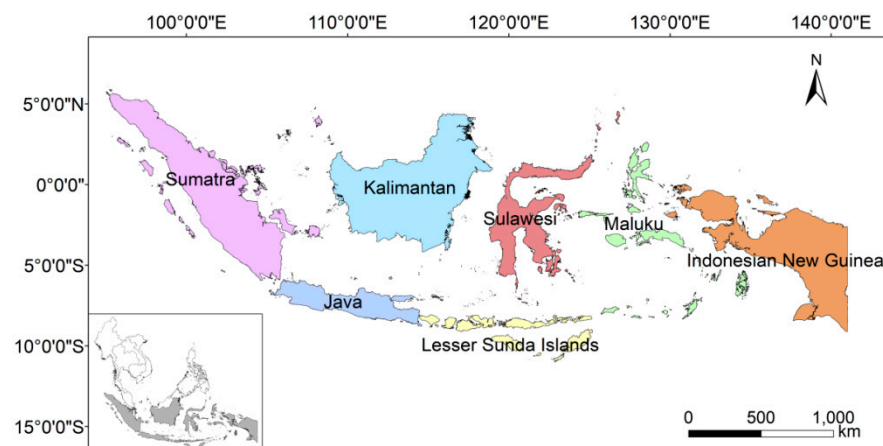 100°0'0"E 110°0'0"E 120°0'0"E 130°0'0"E 140°0'0"E
N
5°0'0"N
0°0'0"
5°0'0"S
10°0'0"S
15°0'0"S
Sumatra
Kalimantan
Sulawesi
Maluku
Indonesian New Guinea
Java
Lesser Sunda Islands
0 500 1,000
km